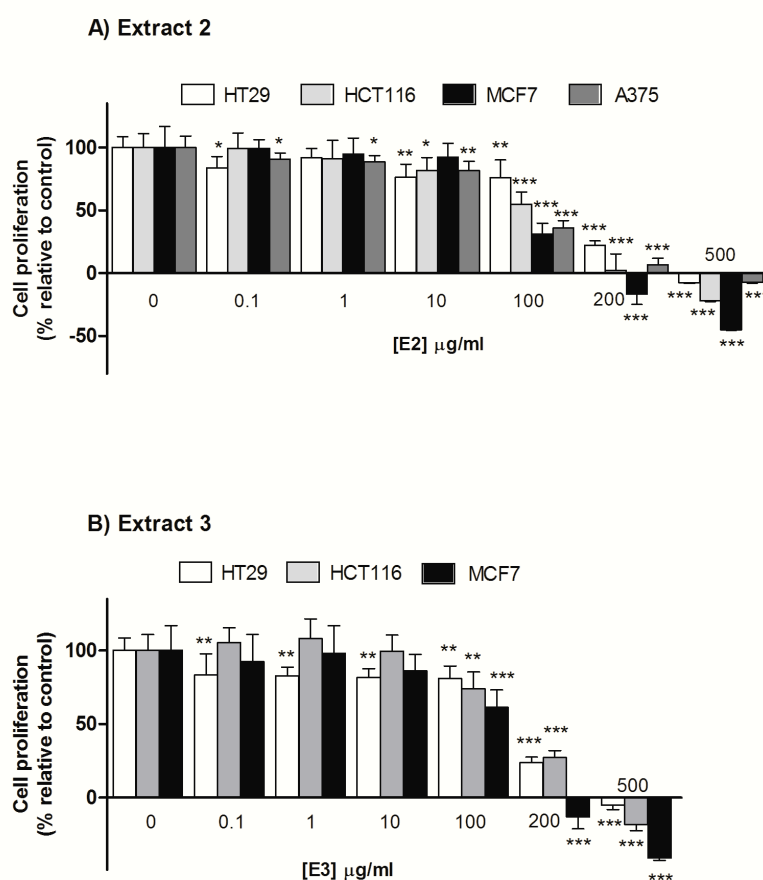 A) Extract 2
HT29 HCT116 MCF7 A375
Cell proliferation
(% relative to control)
100
50
0
-50
* * * ** * ** ** *** *** *** *** *** *** *** *** *** *** ***
0 0.1 1 10 100 200 500
[E2] μg/ml
B) Extract 3
HT29 HCT116 MCF7
Cell proliferation
(% relative to control)
100
50
0
** ** ** ** ** *** *** *** *** *** *** ***
0 0.1 1 10 100 200 500
[E3] μg/ml